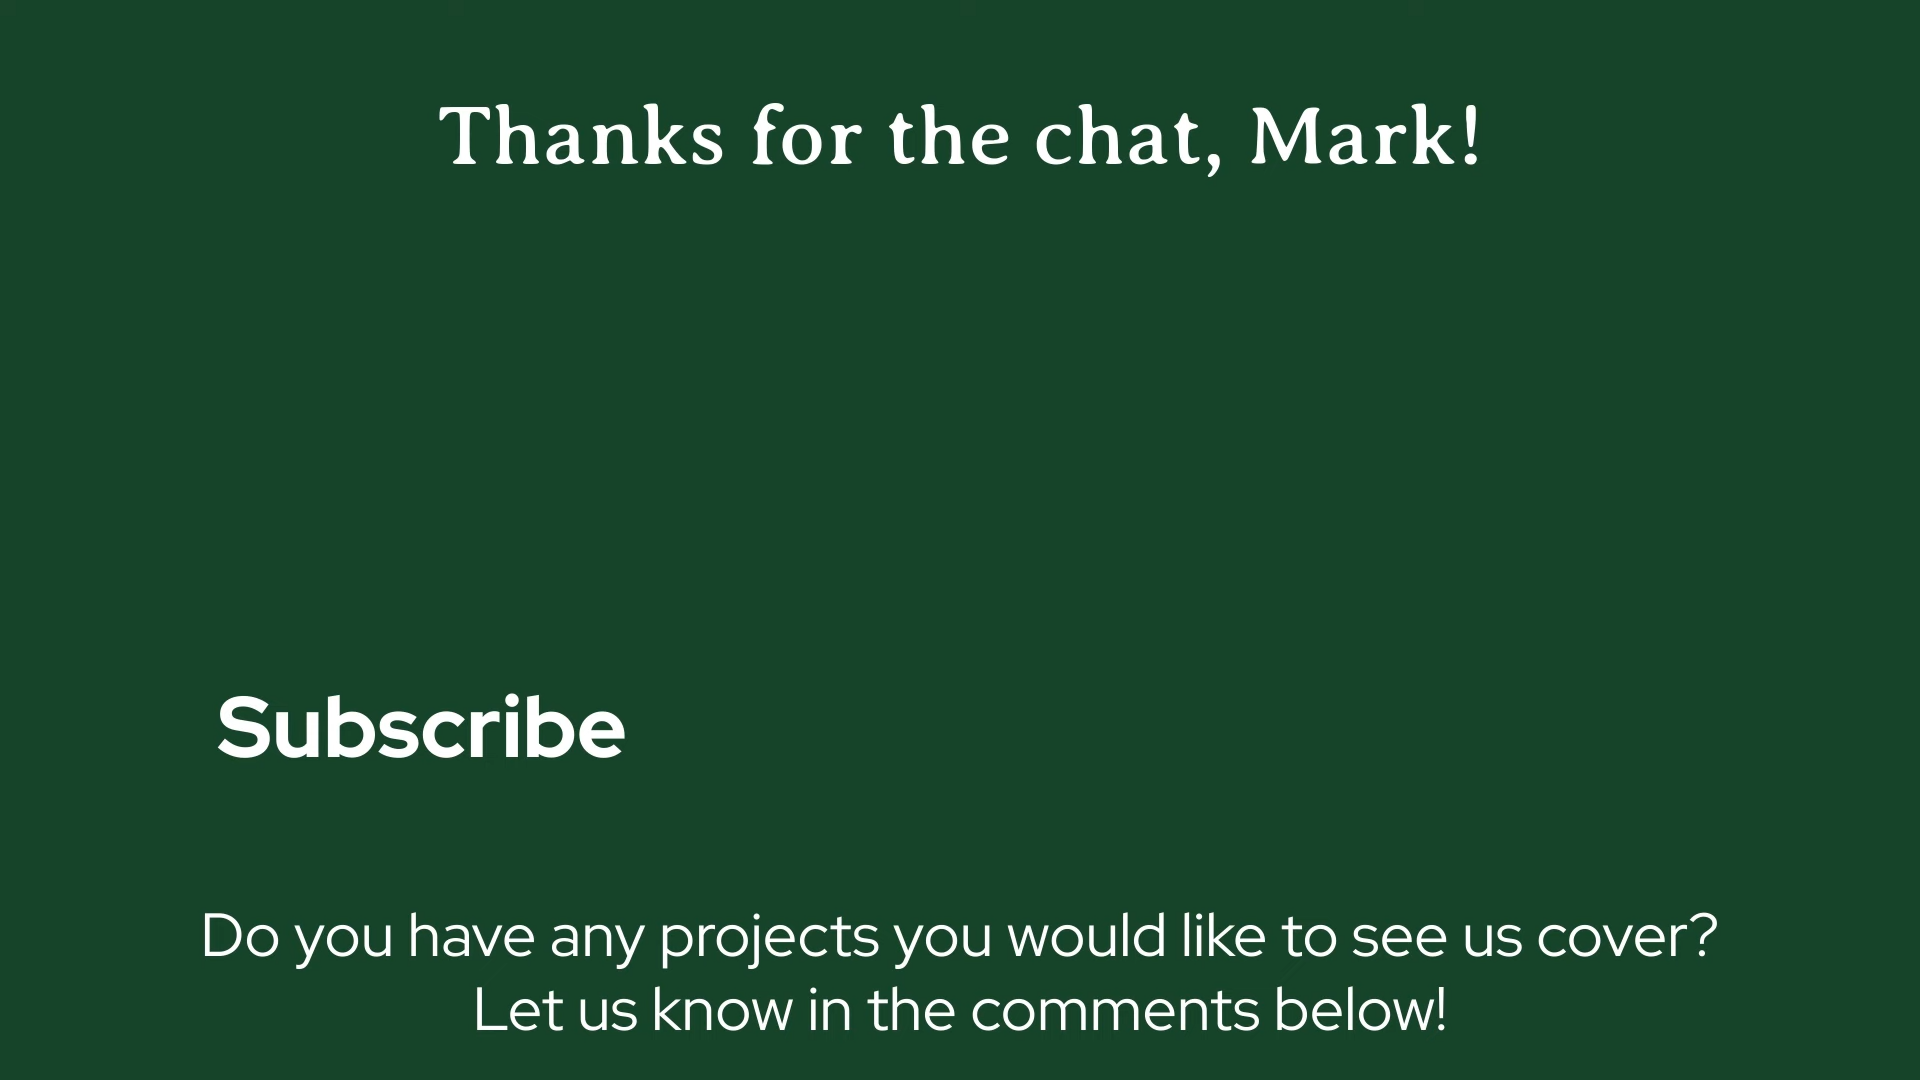 Thanks for the chat, Mark!
Subscribe
Do you have any projects you would like to see us cover?
Let us know in the comments below!